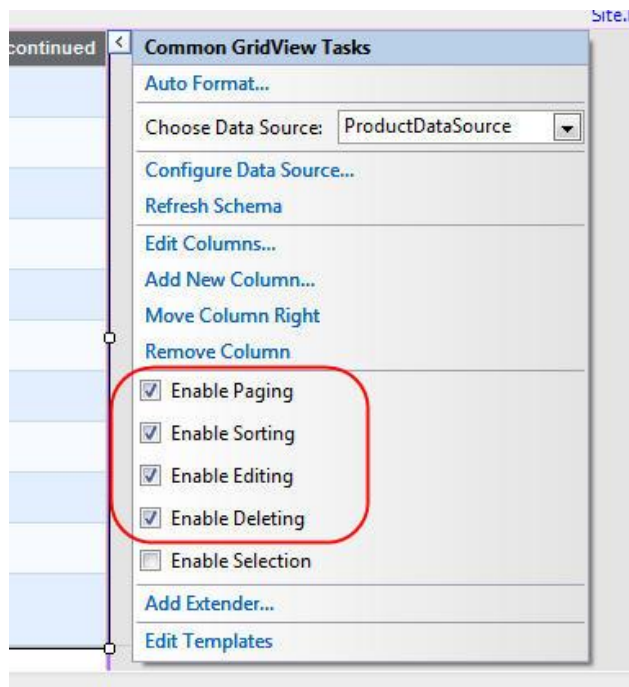 Site.
continued
Common GridView Tasks
Auto Format...
Choose Data Source: ProductDataSource
Configure Data Source...
Refresh Schema
Edit Columns...
Add New Column...
Move Column Right
Remove Column
Enable Paging
Enable Sorting
Enable Editing
Enable Deleting
Enable Selection
Add Extender...
Edit Templates